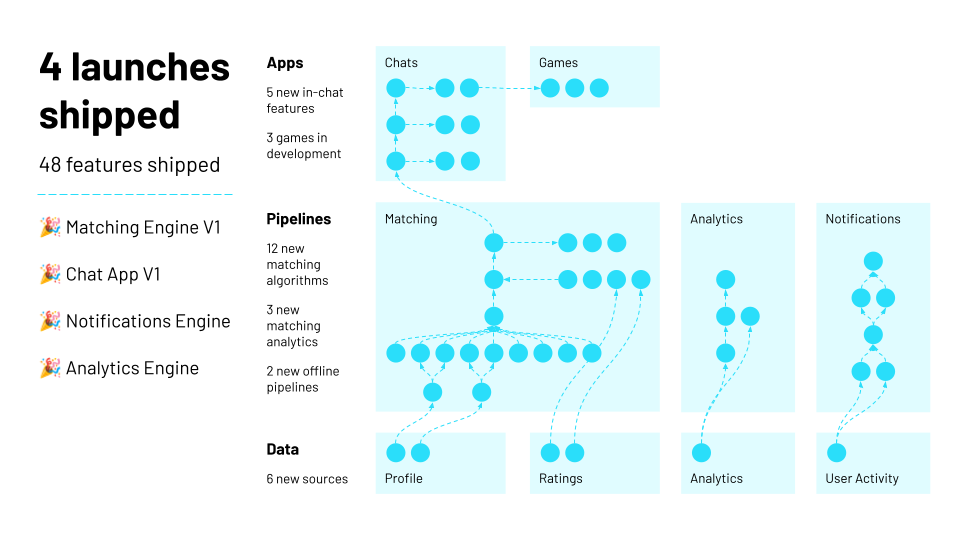 4 launches
shipped
48 features shipped
🎉 Matching Engine V1
🎉 Chat App V1
🎉 Notifications Engine
🎉 Analytics Engine
Apps
5 new in-chat
features
3 games in
development
Chats
Games
Pipelines
12 new
matching
algorithms
3 new
matching
analytics
2 new offline
pipelines
Matching
Analytics
Notifications
Data
6 new sources
Profile
Ratings
Analytics
User Activity